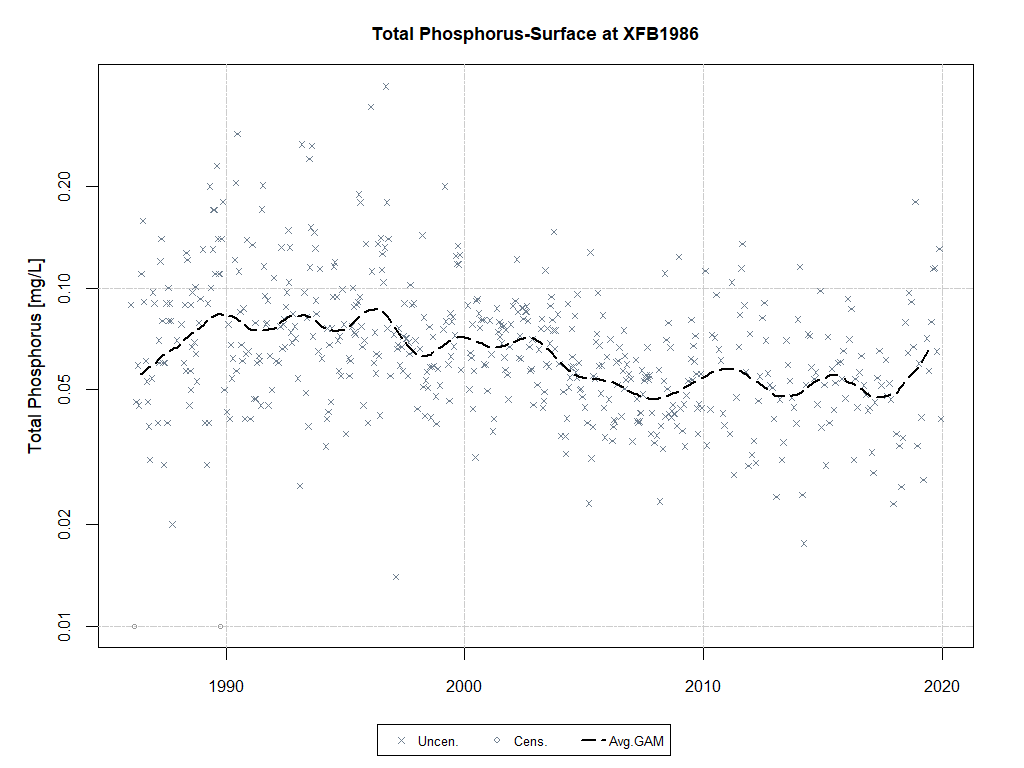 Total Phosphorus-Surface at XFB1986
Total Phosphorus [mg/L]
0.20
0.10
0.05
0.02
0.01
1990 2000 2010 2020
Uncen. Cens. Avg.GAM